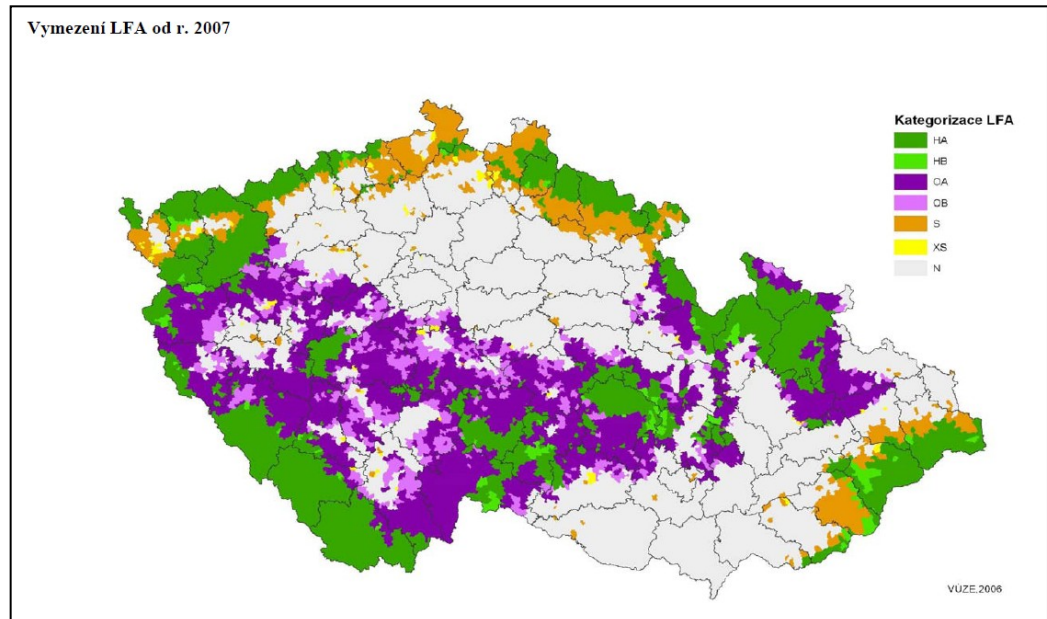 Vymezení LFA od r. 2007
Kategorizace LFA
HA
HB
OA
OB
S
XS
N
VÚZE,2006